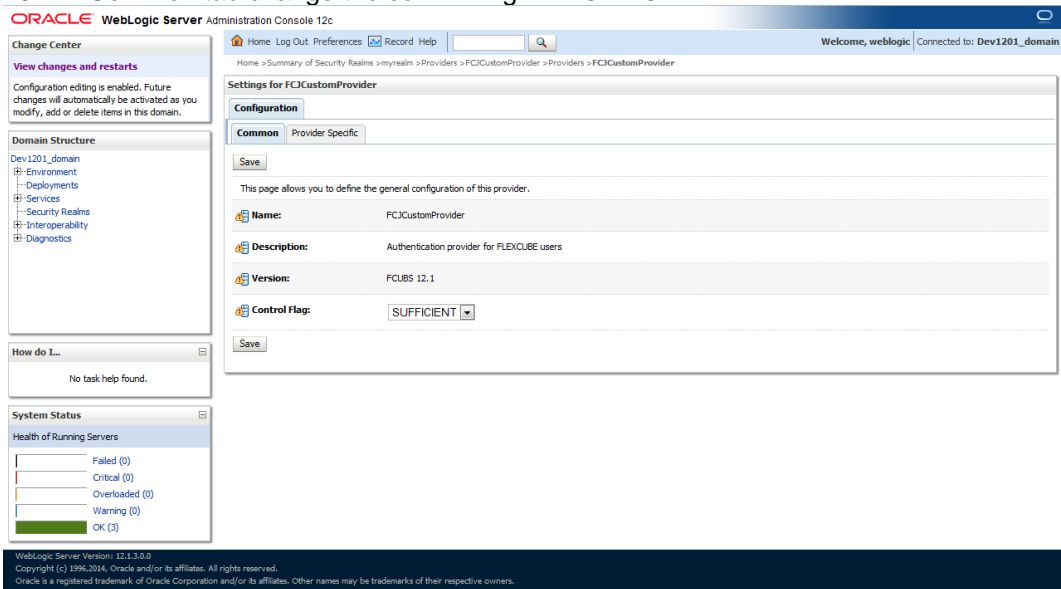 ORACLE WebLogic Server Administration Console 12c
Change Center
View changes and restarts
Configuration editing is enabled. Future
changes will automatically be activated as you
modify, add or delete items in this domain.
Domain Structure
Dev1201_domain
Environment
Deployments
Services
Security Realms
Interoperability
Diagnostics
How do I...
No task help found.
System Status
Health of Running Servers
Failed (0)
Critical (0)
Overloaded (0)
Warning (0)
OK (3)
Home Log Out Preferences Record Help
Welcome, weblogic Connected to: Dev1201_domain
Home >Summary of Security Realms >myrealm >Providers >FCJCustomProvider >Providers >FCJCustomProvider
Settings for FCJCustomProvider
Configuration
Common Provider Specific
Save
This page allows you to define the general configuration of this provider.
Name: FCJCustomProvider
Description: Authentication provider for FLEXCUBE users
Version: FCUBS 12.1
Control Flag: SUFFICIENT
Save
WebLogic Server Version: 12.1.3.0.0
Copyright (c) 1996,2014, Oracle and/or its affiliates. All rights reserved.
Oracle is a registered trademark of Oracle Corporation and/or its affiliates. Other names may be trademarks of their respective owners.